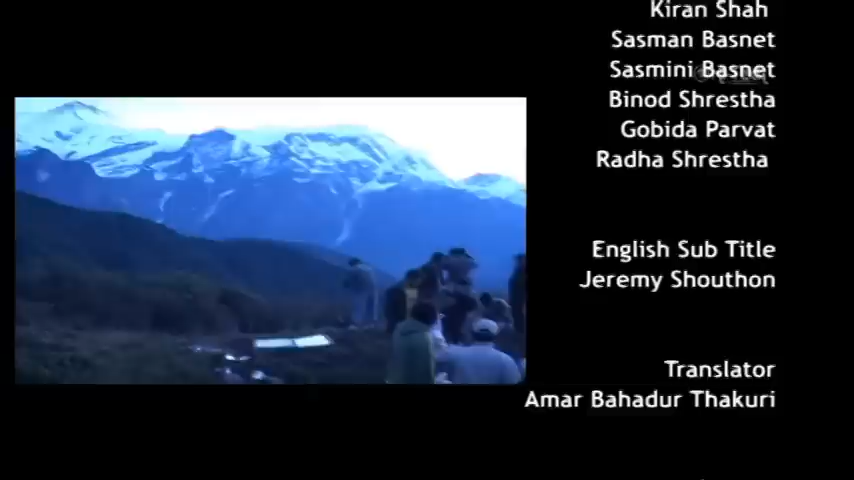 Kiran Shah
Sasman Basnet
Sasmini Basnet
Binod Shrestha
Gobida Parvat
Radha Shrestha
English Sub Title
Jeremy Shouthon
Translator
Amar Bahadur Thakuri